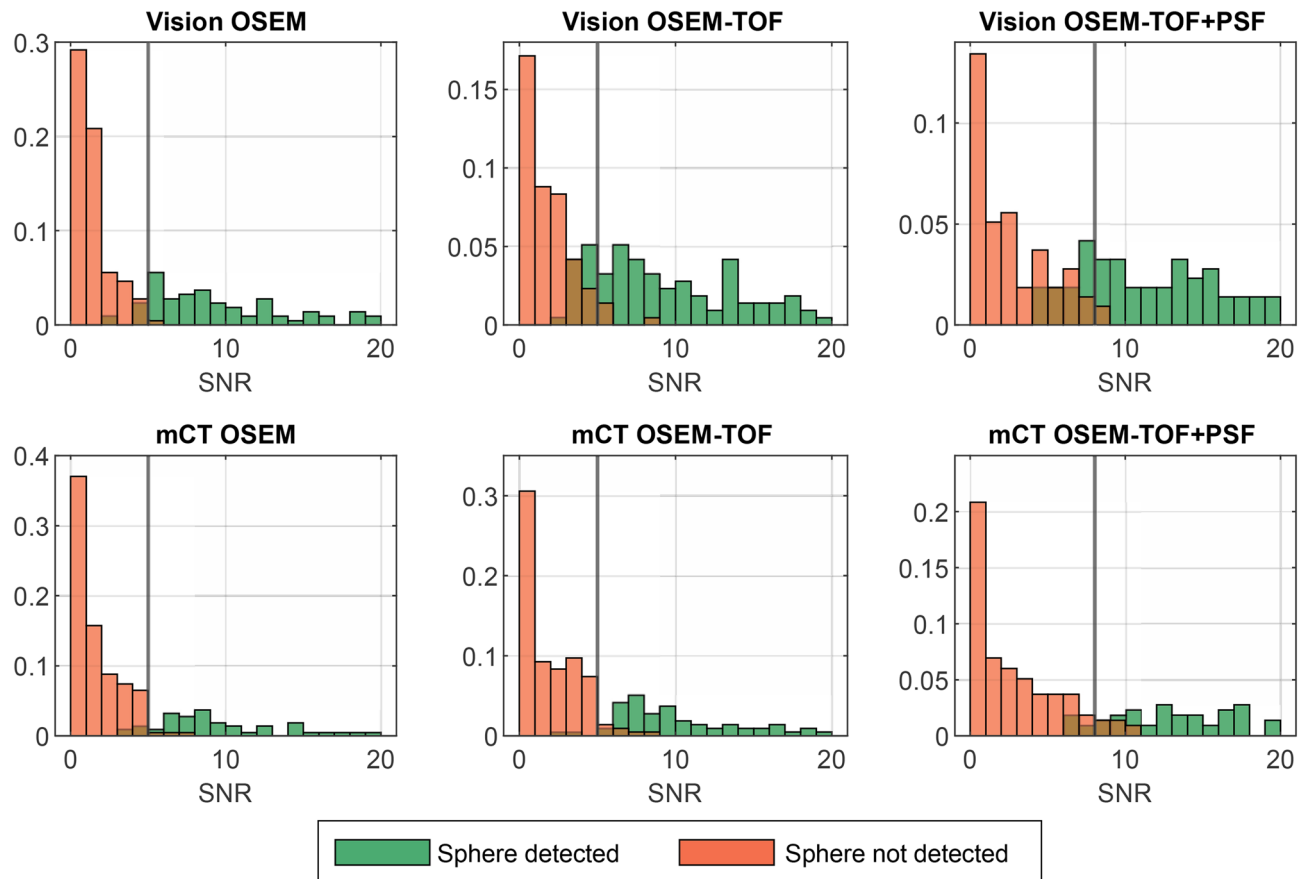 Vision OSEM
Vision OSEM-TOF
Vision OSEM-TOF+PSF
0.3
0.2
0.1
0
0 10 20
SNR
0.15
0.1
0.05
0
0 10 20
SNR
0.1
0.05
0
0 10 20
SNR
mCT OSEM
mCT OSEM-TOF
mCT OSEM-TOF+PSF
0.4
0.3
0.2
0.1
0
0 10 20
SNR
0.3
0.2
0.1
0
0 10 20
SNR
0.2
0.15
0.1
0.05
0
0 10 20
SNR
Sphere detected
Sphere not detected